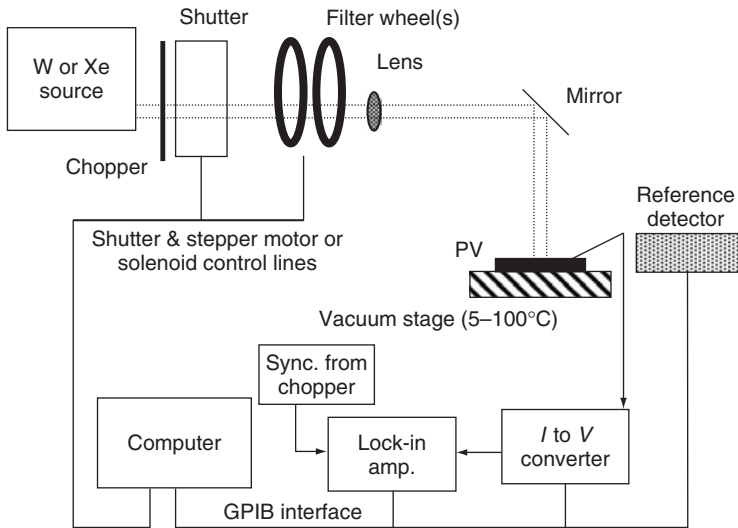 Shutter
Filter wheel(s)
W or Xe
source
Lens
Mirror
Chopper
Reference
detector
Shutter & stepper motor or
solenoid control lines
PV
Vacuum stage (5–100°C)
Sync. from
chopper
Computer
Lock-in
amp.
I to V
converter
GPIB interface